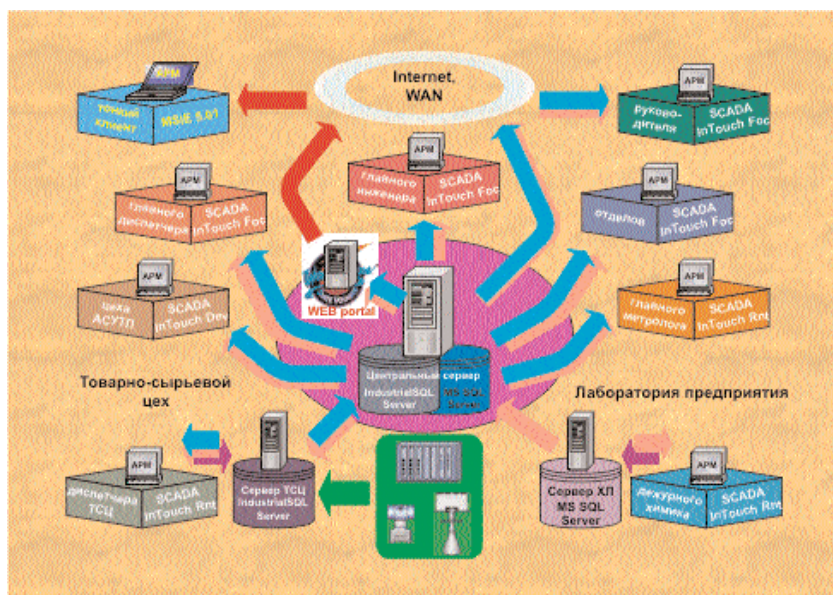 Internet,
WAN
АРМ
тонкий
клиент
MSIE 5.01
АРМ
руково-
дителя
SCADA
InTouch Foc
АРМ
главного
инженера
SCADA
InTouch Foc
АРМ
главного
диспетчера
SCADA
InTouch Foc
АРМ
отделов
SCADA
InTouch Foc
WEB portal
АРМ
цеха
АСУТП
SCADA
InTouch Dev
АРМ
главного
метролога
SCADA
InTouch Rnt
Центральный сервер
IndustrialSQL
Server
MS SQL
Server
Товарно-сырьевой
цех
Лаборатория предприятия
АРМ
диспетчера
ТСЦ
SCADA
InTouch Rnt
Сервер ТСЦ
IndustrialSQL
Server
Сервер ХЛ
MS SQL
Server
АРМ
дежурного
химика
SCADA
InTouch Rnt